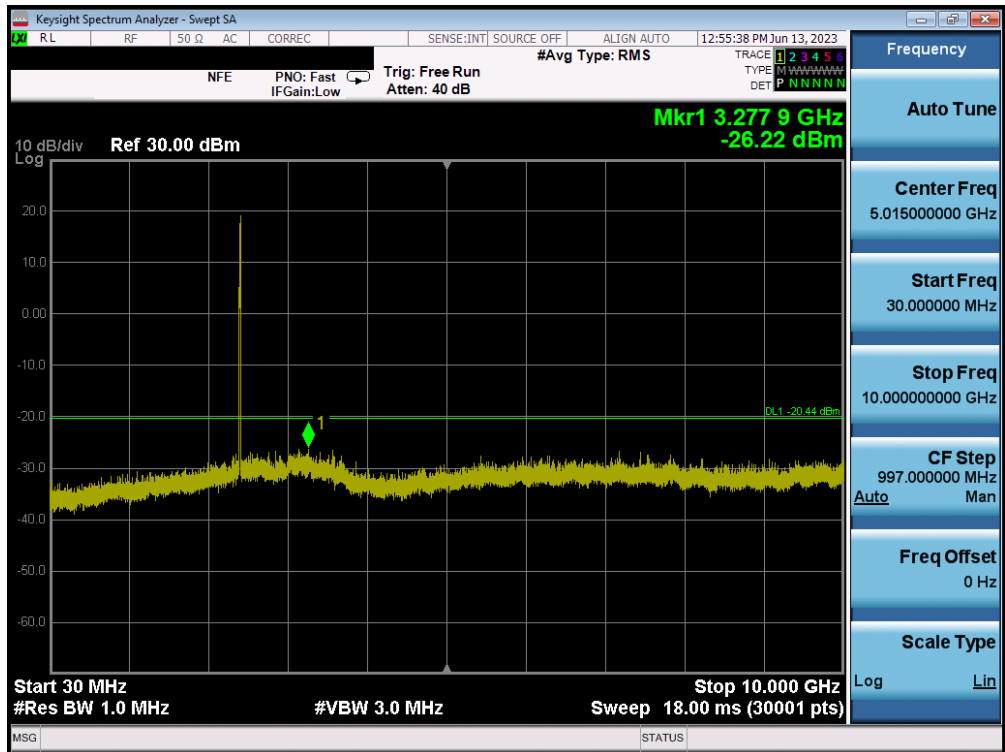 Keysight Spectrum Analyzer - Swept SA
LXI RL RF 50 Ω AC CORREC SENSE:INT SOURCE OFF ALIGN AUTO 12:55:38 PM Jun 13, 2023
#Avg Type: RMS TRACE 1 2 3 4 5 6
NFE PNO: Fast Trig: Free Run TYPE M WWWWW
IFGain:Low Atten: 40 dB DET P N N N N N
Mkr1 3.277 9 GHz
-26.22 dBm
10 dB/div Ref 30.00 dBm
Log
20.0
10.0
0.00
-10.0
-20.0
DL1 -20.44 dBm
1
-30.0
-40.0
-50.0
-60.0
Start 30 MHz Stop 10.000 GHz
#Res BW 1.0 MHz #VBW 3.0 MHz Sweep 18.00 ms (30001 pts)
MSG STATUS
Frequency
Auto Tune
Center Freq
5.015000000 GHz
Start Freq
30.000000 MHz
Stop Freq
10.000000000 GHz
CF Step
997.000000 MHz
Auto Man
Freq Offset
0 Hz
Scale Type
Log Lin